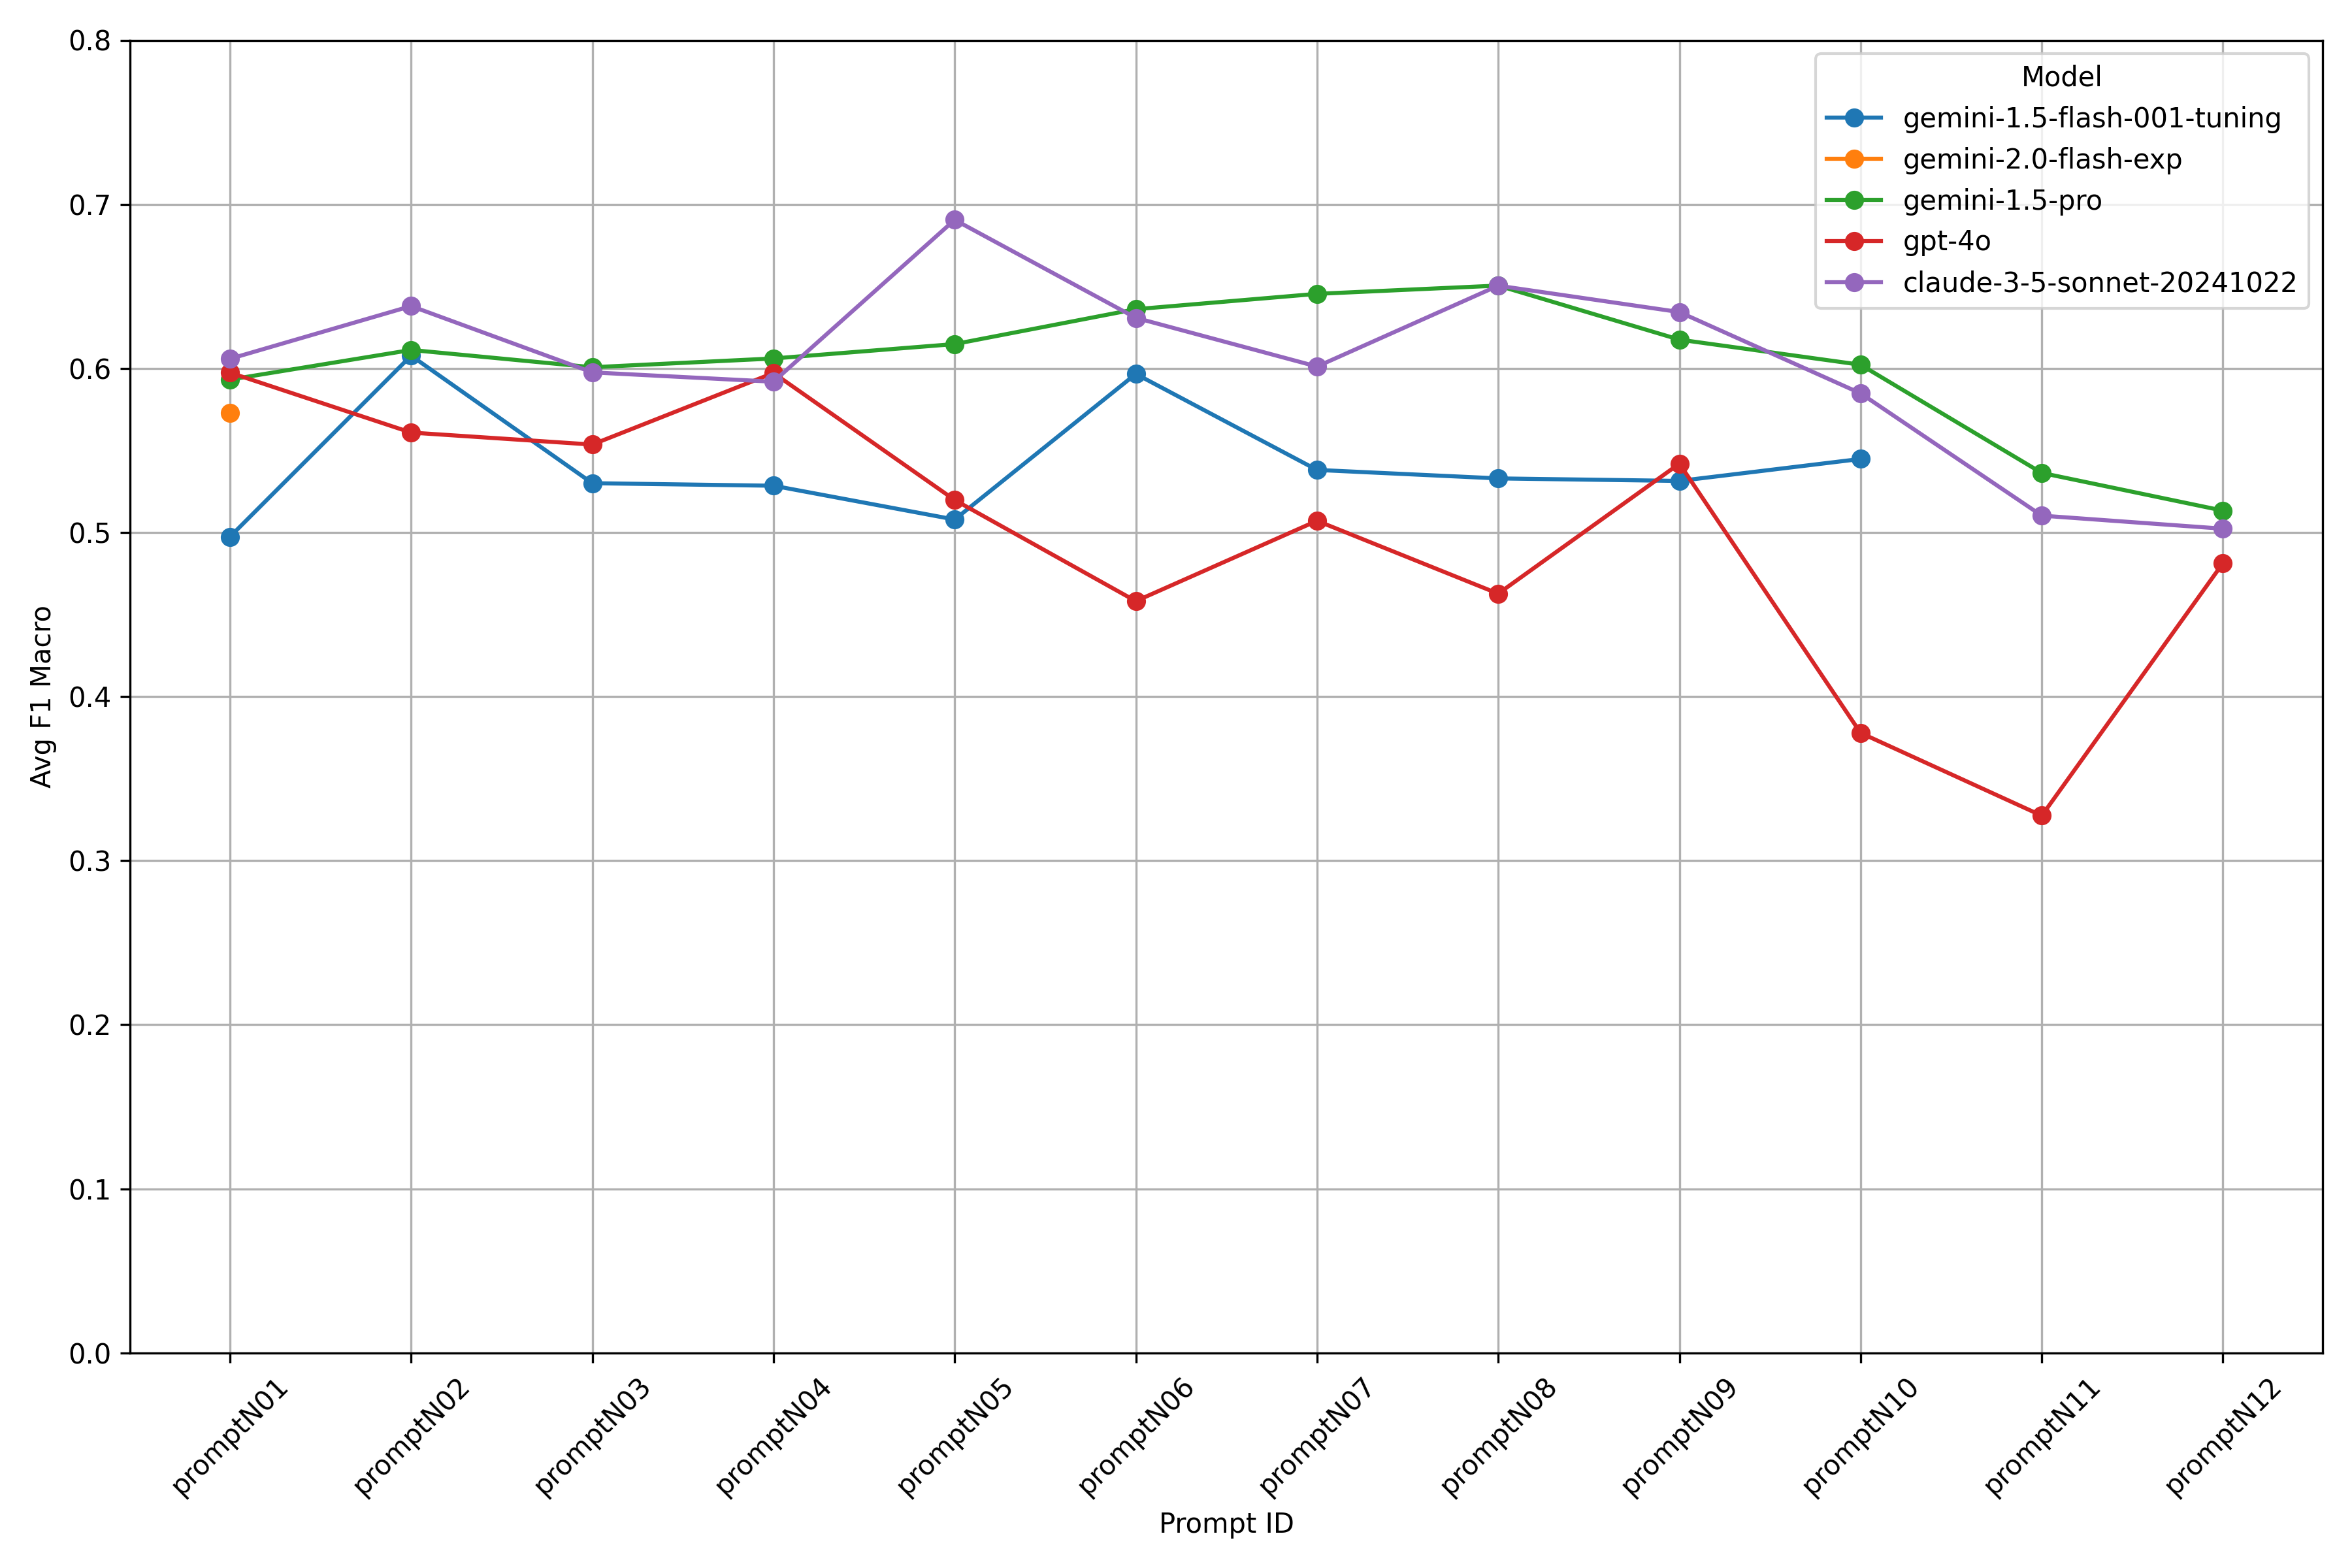 Model
gemini-1.5-flash-001-tuning
gemini-2.0-flash-exp
gemini-1.5-pro
gpt-4o
claude-3-5-sonnet-20241022
Avg F1 Macro
0.8
0.7
0.6
0.5
0.4
0.3
0.2
0.1
0.0
promptN01
promptN02
promptN03
promptN04
promptN05
promptN06
promptN07
promptN08
promptN09
promptN10
promptN11
promptN12
Prompt ID